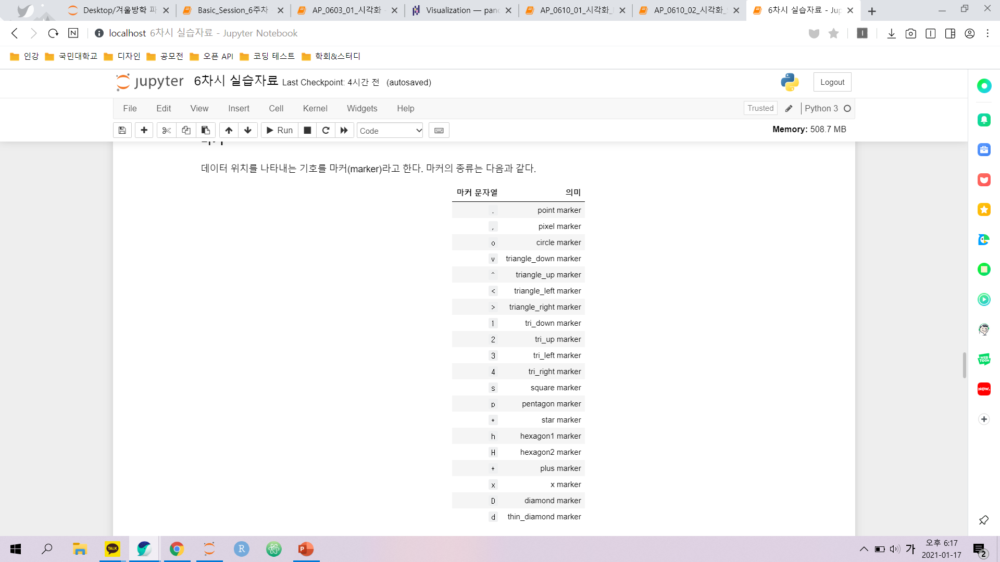 Desktop/겨울방학 파
Basic_Session_6주차
AP_0603_01_시각화
Visualization — pan
AP_0610_01_시각화_
AP_0610_02_시각화_
6차시 실습자료 - Jup
localhost 6차시 실습자료 - Jupyter Notebook
인강
국민대학교
디자인
공모전
오픈 API
코딩 테스트
학회&스터디
jupyter 6차시 실습자료 Last Checkpoint: 4시간 전 (autosaved)
Logout
File Edit View Insert Cell Kernel Widgets Help
Trusted
Python 3
Run
Code
Memory: 508.7 MB
데이터 위치를 나타내는 기호를 마커(marker)라고 한다. 마커의 종류는 다음과 같다.
마커 문자열 의미
. point marker
, pixel marker
o circle marker
v triangle_down marker
^ triangle_up marker
< triangle_left marker
> triangle_right marker
1 tri_down marker
2 tri_up marker
3 tri_left marker
4 tri_right marker
s square marker
p pentagon marker
* star marker
h hexagon1 marker
H hexagon2 marker
+ plus marker
x x marker
D diamond marker
d thin_diamond marker
WEB
TOON
NOW.
TALK
R
P
가
오후 6:17
2021-01-17
2